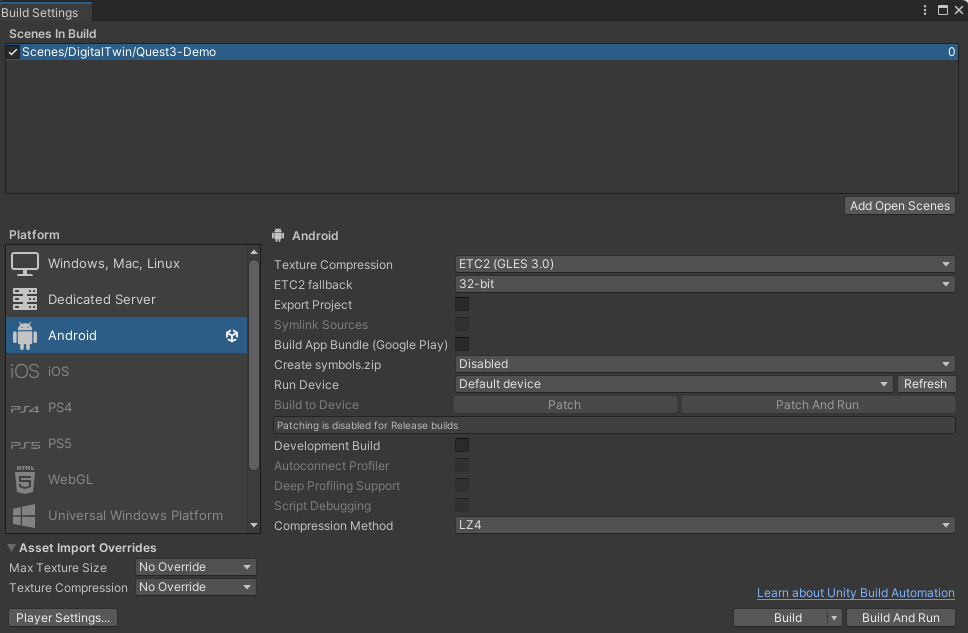 Build Settings
Scenes In Build
Scenes/DigitalTwin/Quest3-Demo 0
Add Open Scenes
Platform
Windows, Mac, Linux
Dedicated Server
Android
iOS iOS
PS4 PS4
PS5 PS5
HTML 5 WebGL
Universal Windows Platform
Android
Texture Compression ETC2 (GLES 3.0)
ETC2 fallback 32-bit
Export Project
Symlink Sources
Build App Bundle (Google Play)
Create symbols.zip Disabled
Run Device Default device Refresh
Build to Device Patch Patch And Run
Patching is disabled for Release builds
Development Build
Autoconnect Profiler
Deep Profiling Support
Script Debugging
Compression Method LZ4
Asset Import Overrides
Max Texture Size No Override
Texture Compression No Override
Learn about Unity Build Automation
Player Settings... Build Build And Run